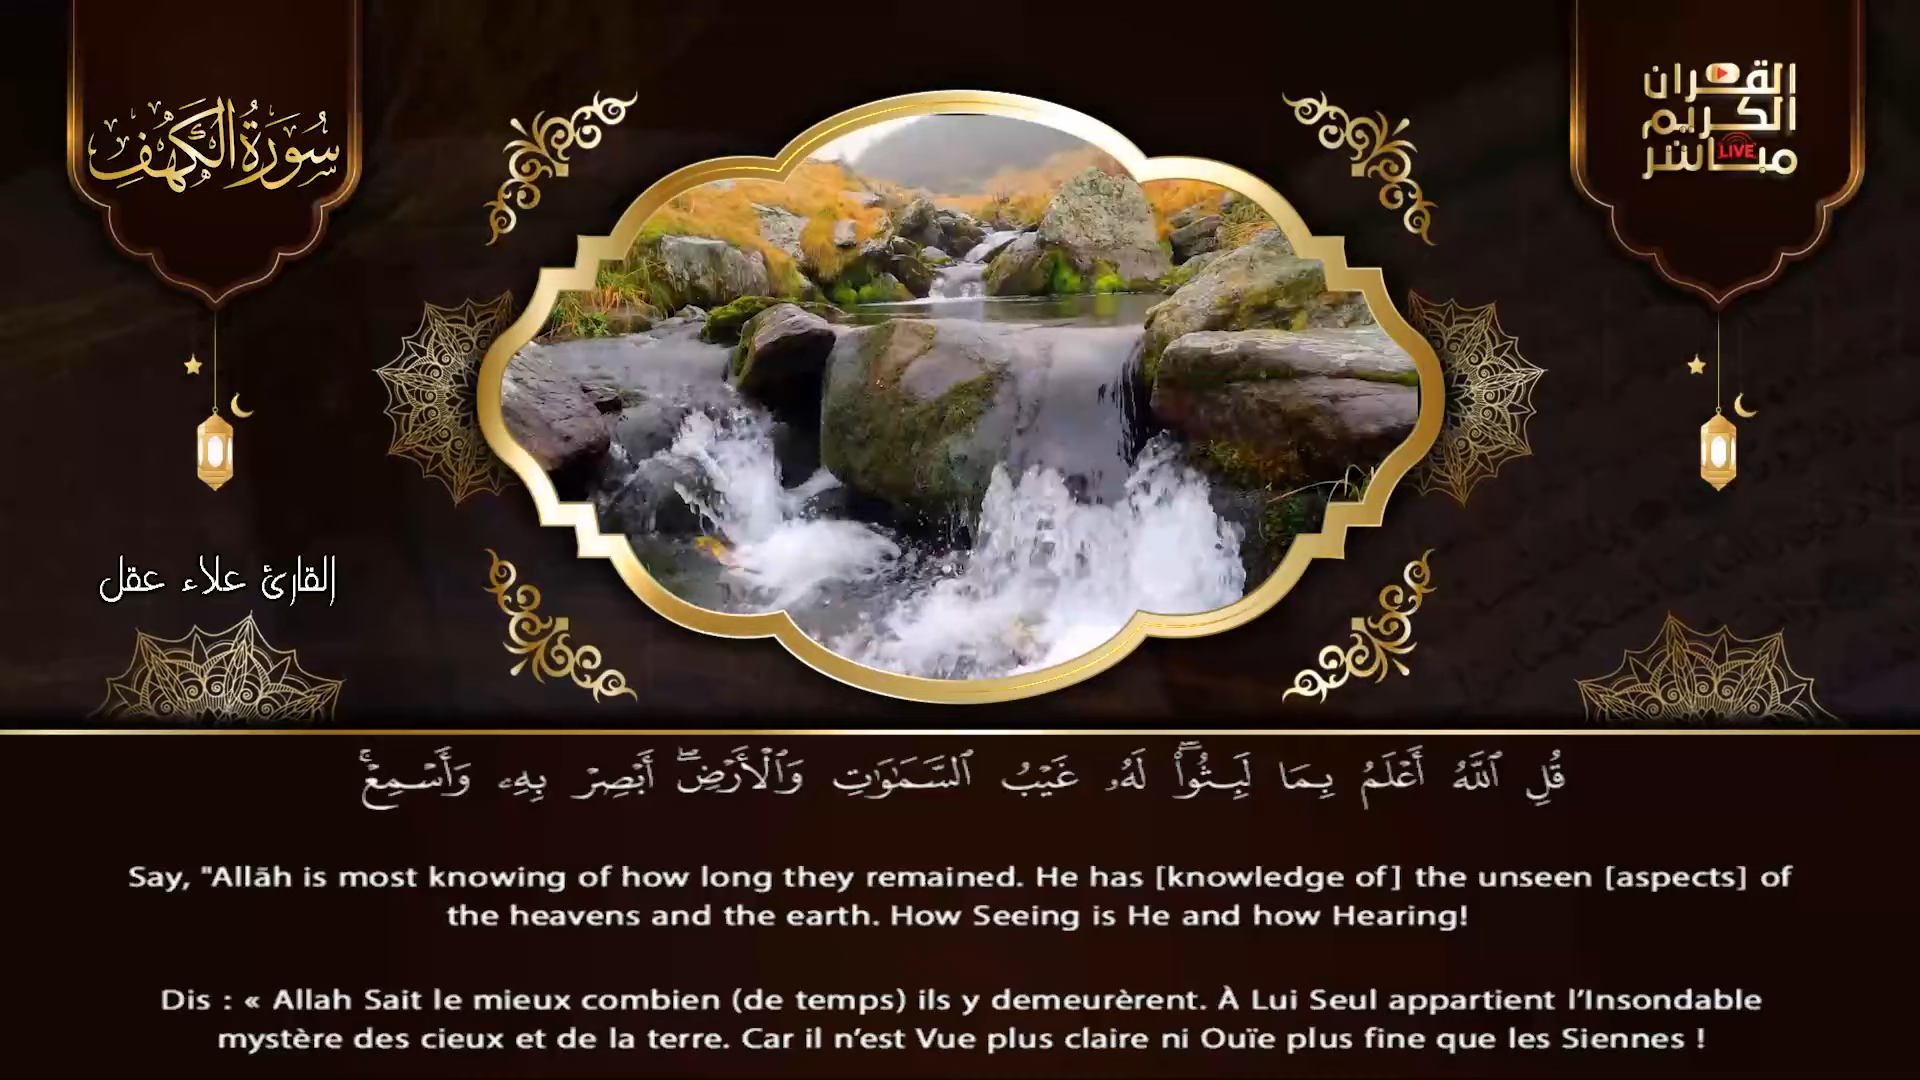 سُورَةُ الكَهْفِ
القرآن
الكريم
مباشر
LIVE
القارئ علاء عقل
قُلِ ٱللَّهُ أَعْلَمُ بِمَا لَبِثُوا۟ ۖ لَهُۥ غَيْبُ ٱلسَّمَـٰوَٰتِ وَٱلْأَرْضِ ۖ أَبْصِرْ بِهِۦ وَأَسْمِعْ ۚ
Say, "Allāh is most knowing of how long they remained. He has [knowledge of] the unseen [aspects] of
the heavens and the earth. How Seeing is He and how Hearing!
Dis : « Allah Sait le mieux combien (de temps) ils y demeurèrent. À Lui Seul appartient l’Insondable
mystère des cieux et de la terre. Car il n’est Vue plus claire ni Ouïe plus fine que les Siennes !